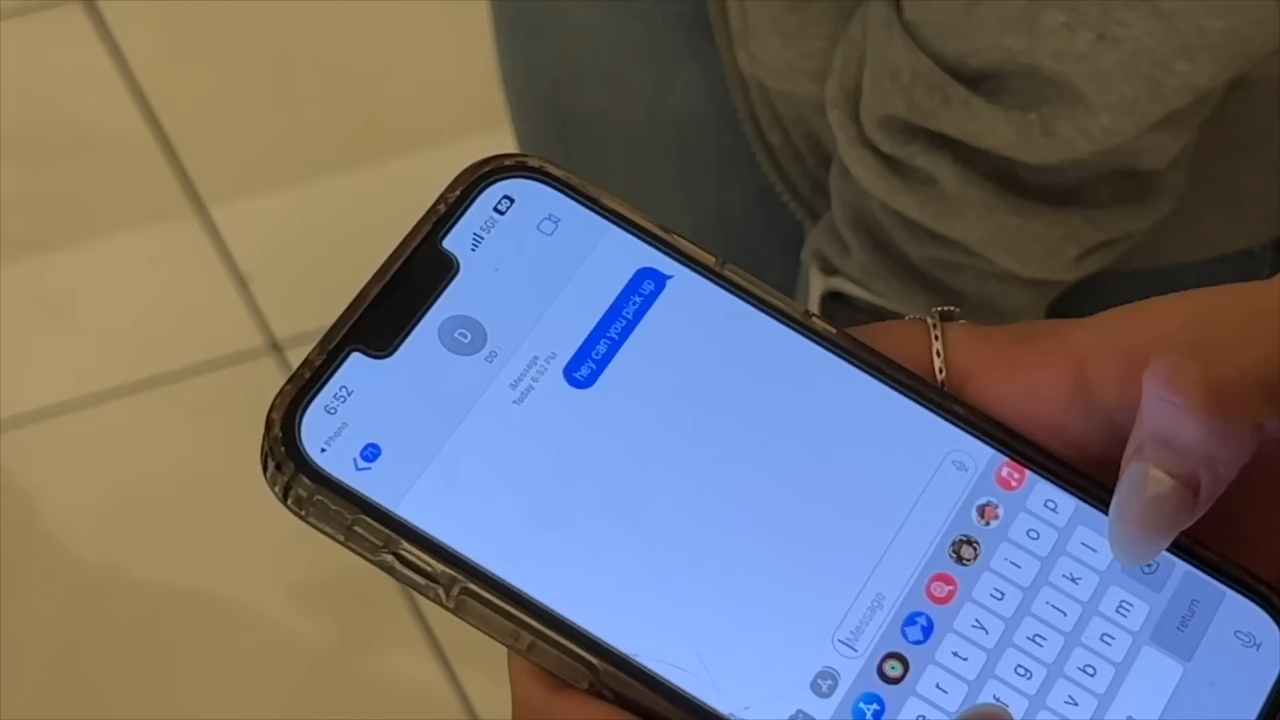 6:52
5G
50
Phone
71
D
DD
iMessage
Today 6:52 PM
hey can you pick up
Message
r t y u i o p
f g h j k l
v b n m
return